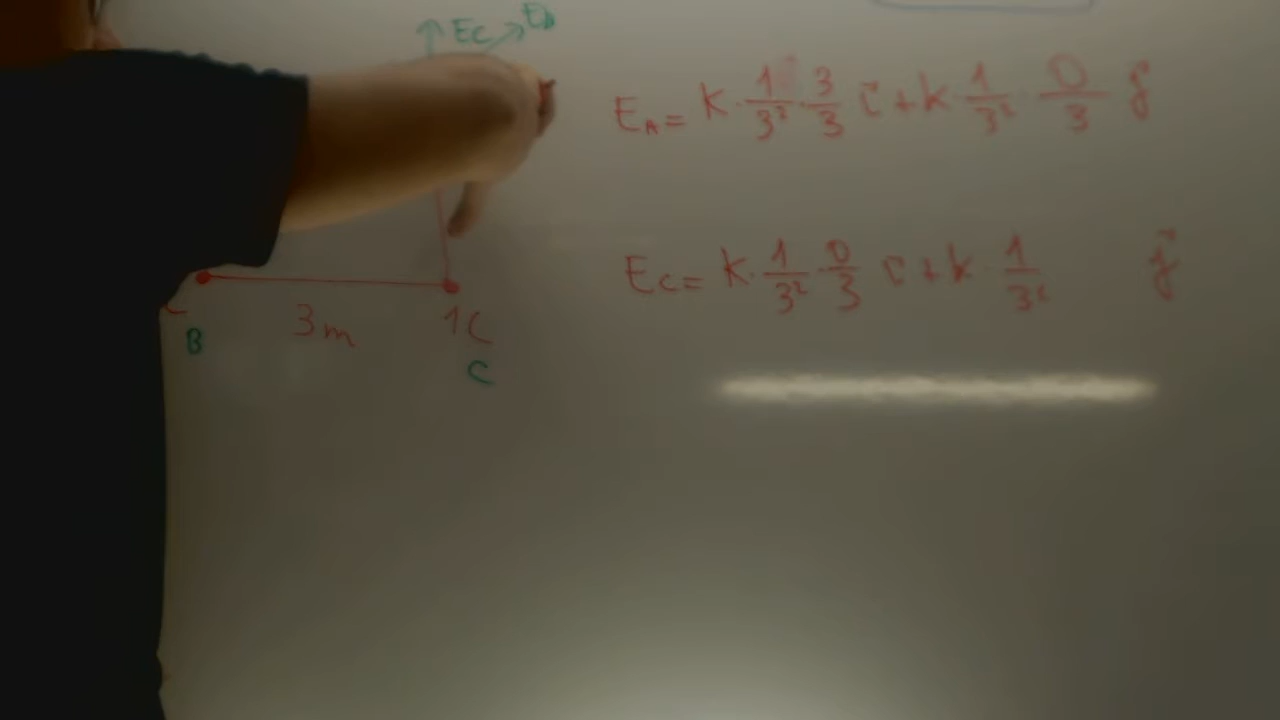 Ec Eb
E_A = K · 1/3² · 3/3 i⃗ + K 1/3² · 0/3 j⃗
E_C = K · 1/3² · 0/3 i⃗ + K · 1/3² j⃗
3m
1C
B
C